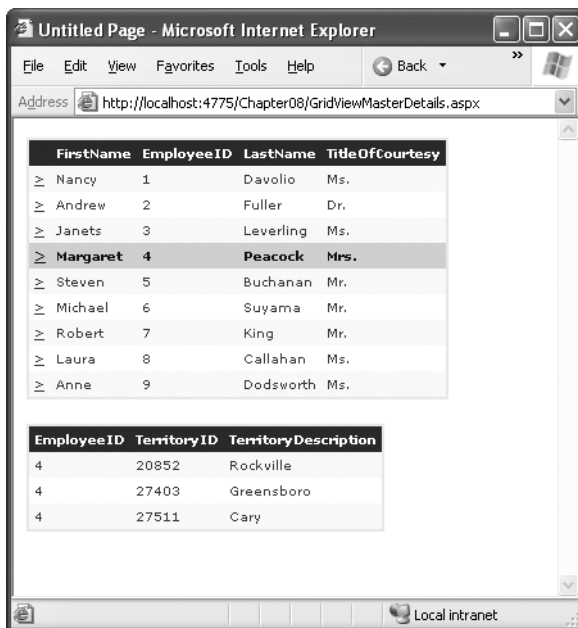 Untitled Page - Microsoft Internet Explorer
File Edit View Favorites Tools Help Back »
Address http://localhost:4775/Chapter08/GridViewMasterDetails.aspx
FirstName EmployeeID LastName TitleOfCourtesy
> Nancy 1 Davolio Ms.
> Andrew 2 Fuller Dr.
> Janets 3 Leverling Ms.
> Margaret 4 Peacock Mrs.
> Steven 5 Buchanan Mr.
> Michael 6 Suyama Mr.
> Robert 7 King Mr.
> Laura 8 Callahan Ms.
> Anne 9 Dodsworth Ms.
EmployeeID TerritoryID TerritoryDescription
4 20852 Rockville
4 27403 Greensboro
4 27511 Cary
Local intranet